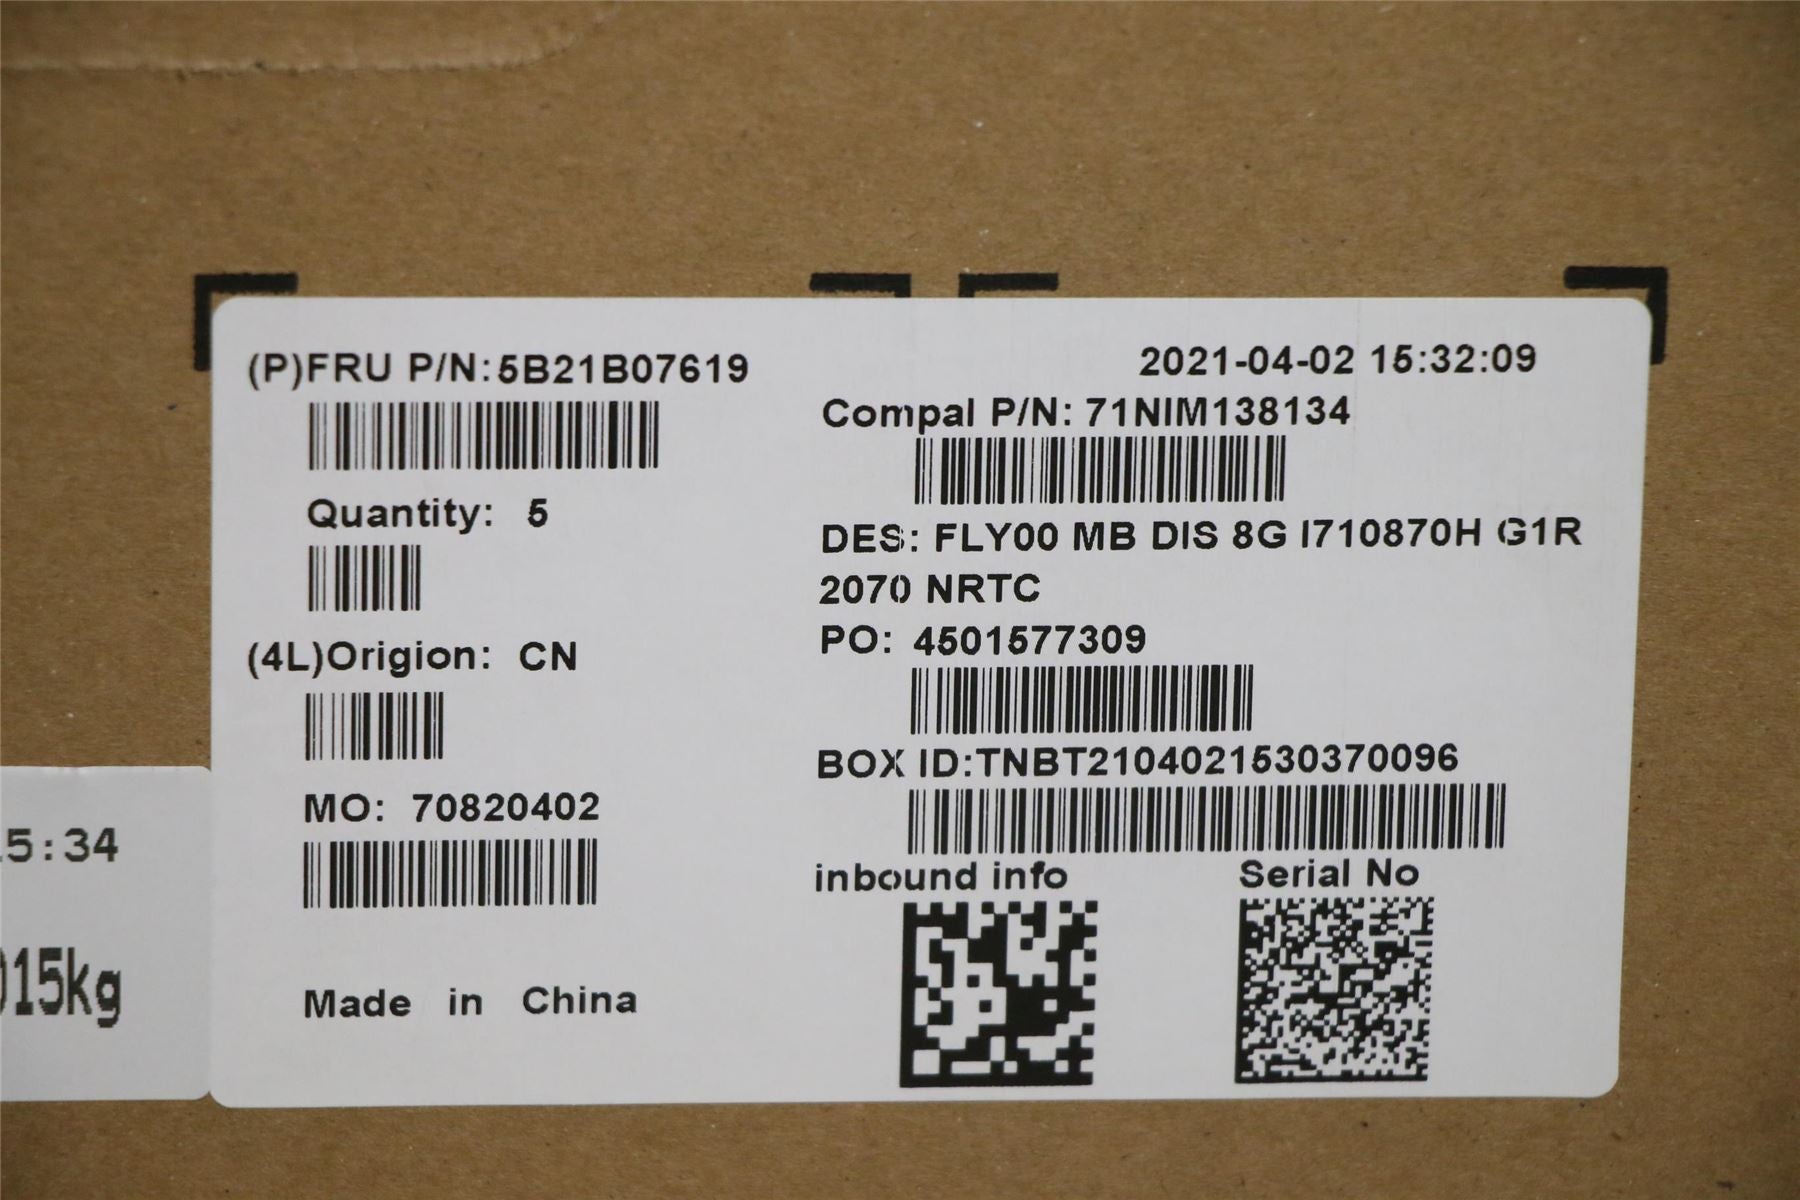 (P)FRU P/N:5B21B07619
Quantity: 5
(4L)Origion: CN
MO: 70820402
Made in China
2021-04-02 15:32:09
Compal P/N: 71NIM138134
DES: FLY00 MB DIS 8G I710870H G1R
2070 NRTC
PO: 4501577309
BOX ID:TNBT2104021530370096
inbound info
Serial No
5:34
15kg